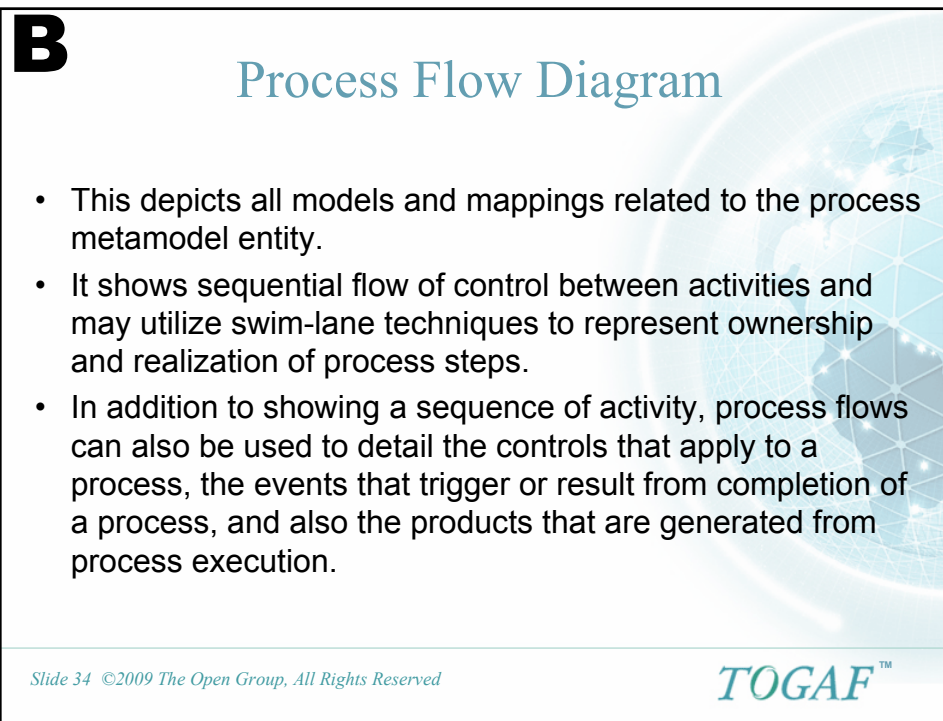 B
Process Flow Diagram
• This depicts all models and mappings related to the process
metamodel entity.
• It shows sequential flow of control between activities and
may utilize swim-lane techniques to represent ownership
and realization of process steps.
• In addition to showing a sequence of activity, process flows
can also be used to detail the controls that apply to a
process, the events that trigger or result from completion of
a process, and also the products that are generated from
process execution.
Slide 34 ©2009 The Open Group, All Rights Reserved
TOGAF™